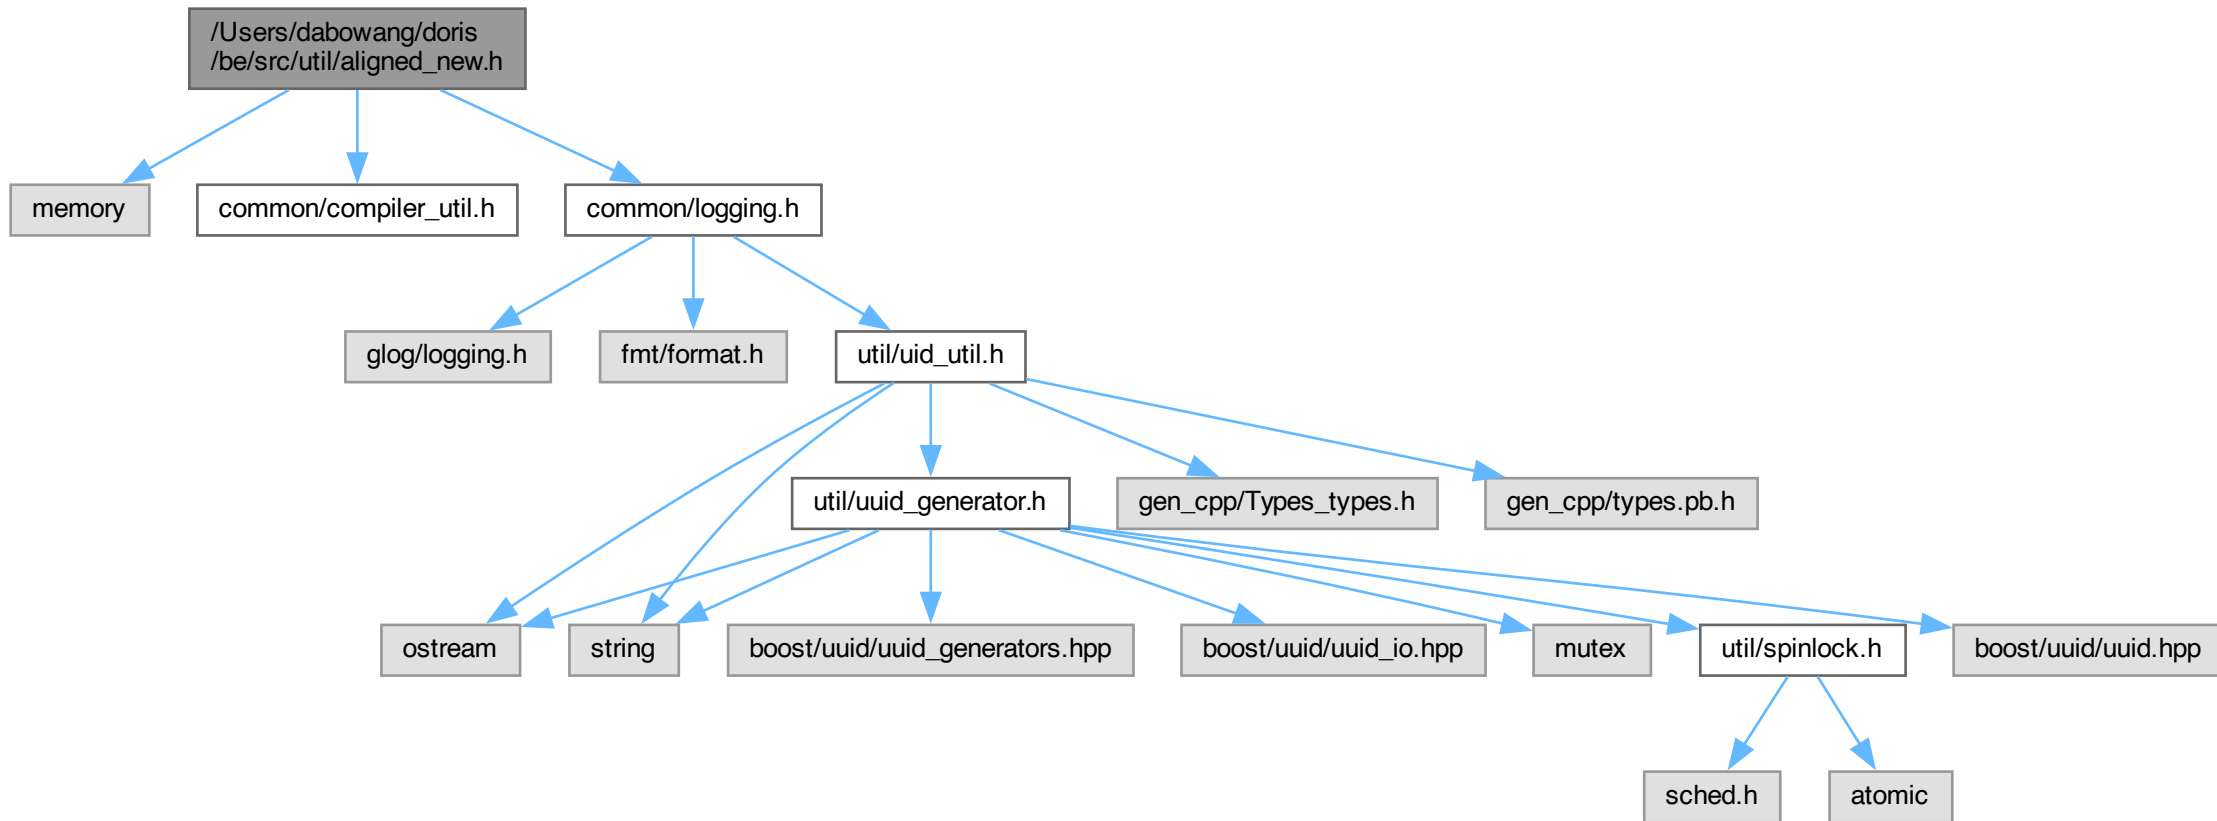 /Users/dabowang/doris
/be/src/util/aligned_new.h
memory
common/compiler_util.h
common/logging.h
glog/logging.h
fmt/format.h
util/uid_util.h
util/uuid_generator.h
gen_cpp/Types_types.h
gen_cpp/types.pb.h
ostream
string
boost/uuid/uuid_generators.hpp
boost/uuid/uuid_io.hpp
mutex
util/spinlock.h
boost/uuid/uuid.hpp
sched.h
atomic